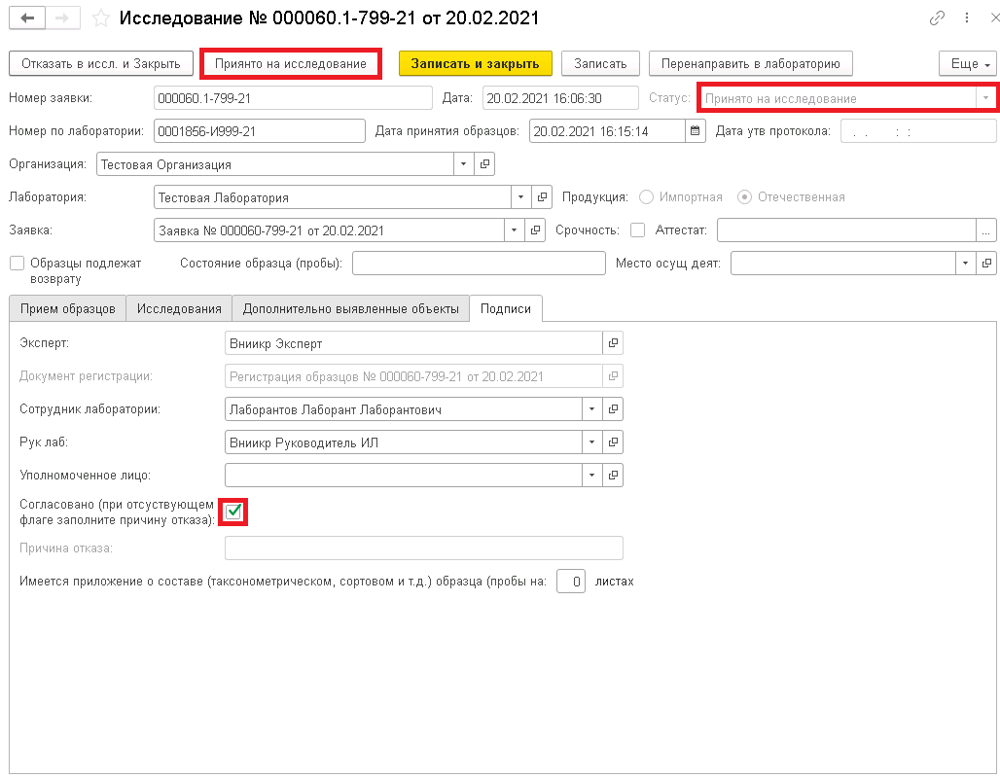 Исследование № 000060.1-799-21 от 20.02.2021
Отказать в иссл. и Закрыть Приянто на исследование Записать и закрыть Записать Перенаправить в лабораторию Еще
Номер заявки: 000060.1-799-21 Дата: 20.02.2021 16:06:30 Статус: Принято на исследование
Номер по лаборатории: 0001856-И999-21 Дата принятия образцов: 20.02.2021 16:15:14 Дата утв протокола: . . : :
Организация: Тестовая Организация
Лаборатория: Тестовая Лаборатория Продукция: Импортная Отечественная
Заявка: Заявка № 000060-799-21 от 20.02.2021 Срочность: Аттестат: ...
Образцы подлежат Состояние образца (пробы): Место осущ деят:
возврату
Прием образцов Исследования Дополнительно выявленные объекты Подписи
Эксперт: Вниикр Эксперт
Документ регистрации: Регистрация образцов № 000060-799-21 от 20.02.2021
Сотрудник лаборатории: Лаборантов Лаборант Лаборантович
Рук лаб: Вниикр Руководитель ИЛ
Уполномоченное лицо:
Согласовано (при отсуствующем
флаге заполните причину отказа):
Причина отказа:
Имеется приложение о составе (таксонометрическом, сортовом и т.д.) образца (пробы на: 0 листах